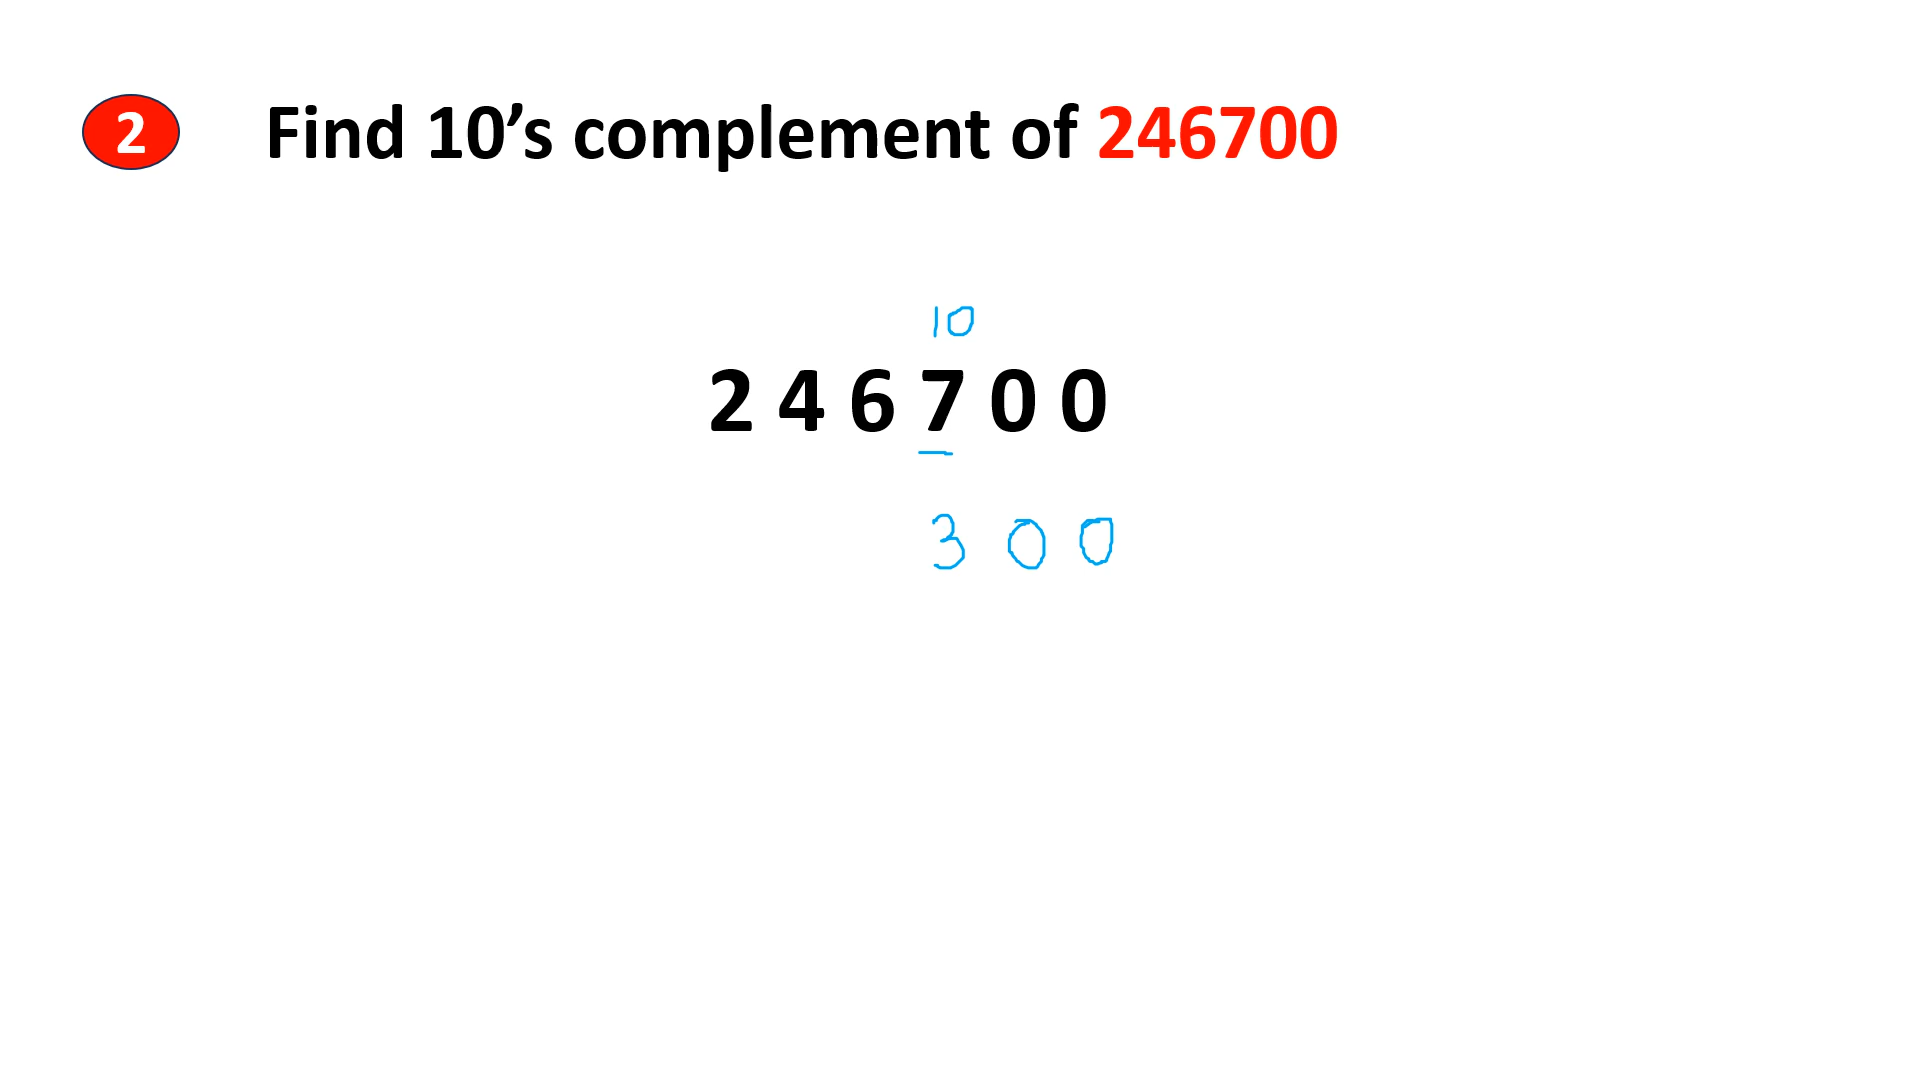 2 Find 10’s complement of 246700
10
2 4 6 7 0 0
3 0 0